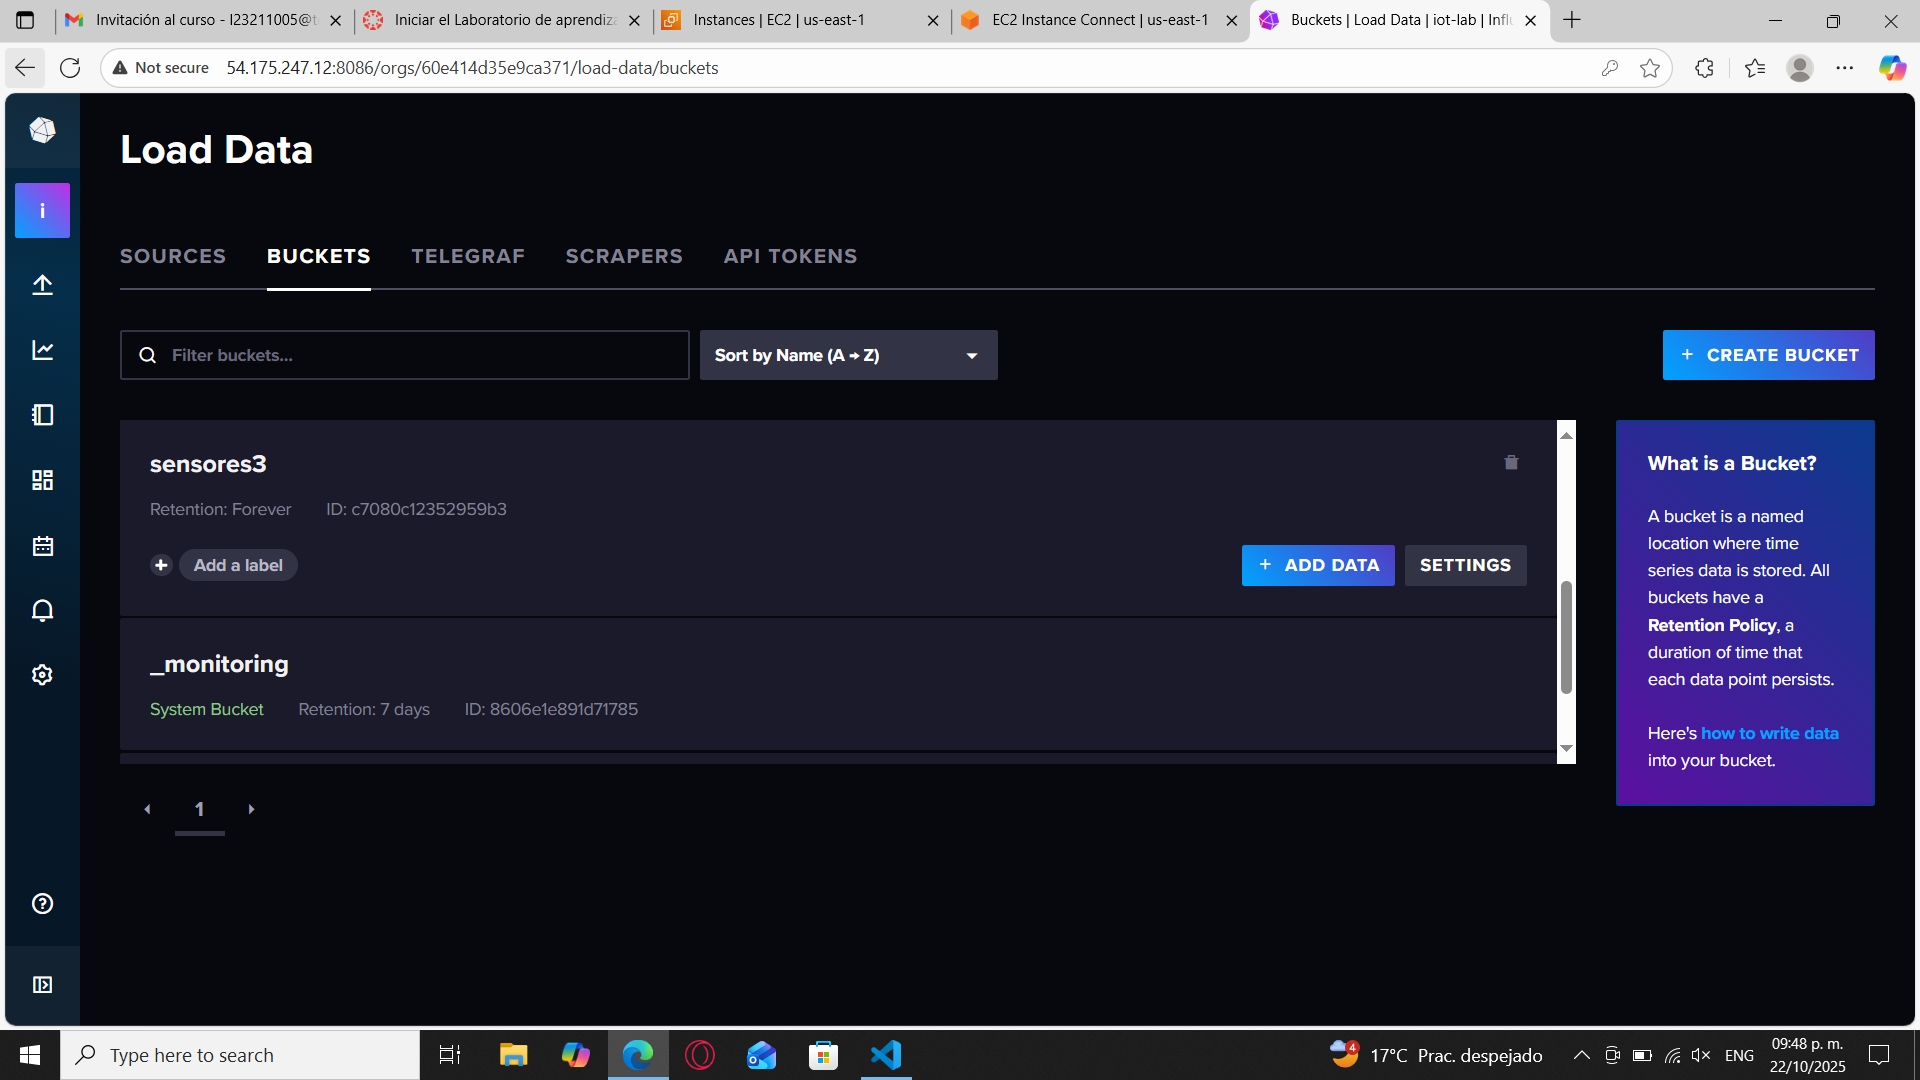 Invitación al curso - l23211005@t
Iniciar el Laboratorio de aprendiza
Instances | EC2 | us-east-1
EC2 Instance Connect | us-east-1
Buckets | Load Data | iot-lab | Influ
Not secure
54.175.247.12:8086/orgs/60e414d35e9ca371/load-data/buckets
Load Data
i
SOURCES
BUCKETS
TELEGRAF
SCRAPERS
API TOKENS
Filter buckets...
Sort by Name (A → Z)
+ CREATE BUCKET
sensores3
Retention: Forever
ID: c7080c12352959b3
Add a label
+ ADD DATA
SETTINGS
_monitoring
System Bucket
Retention: 7 days
ID: 8606e1e891d71785
1
What is a Bucket?
A bucket is a named
location where time
series data is stored. All
buckets have a
Retention Policy, a
duration of time that
each data point persists.
Here's how to write data
into your bucket.
Type here to search
4
17°C Prac. despejado
ENG
09:48 p. m.
22/10/2025